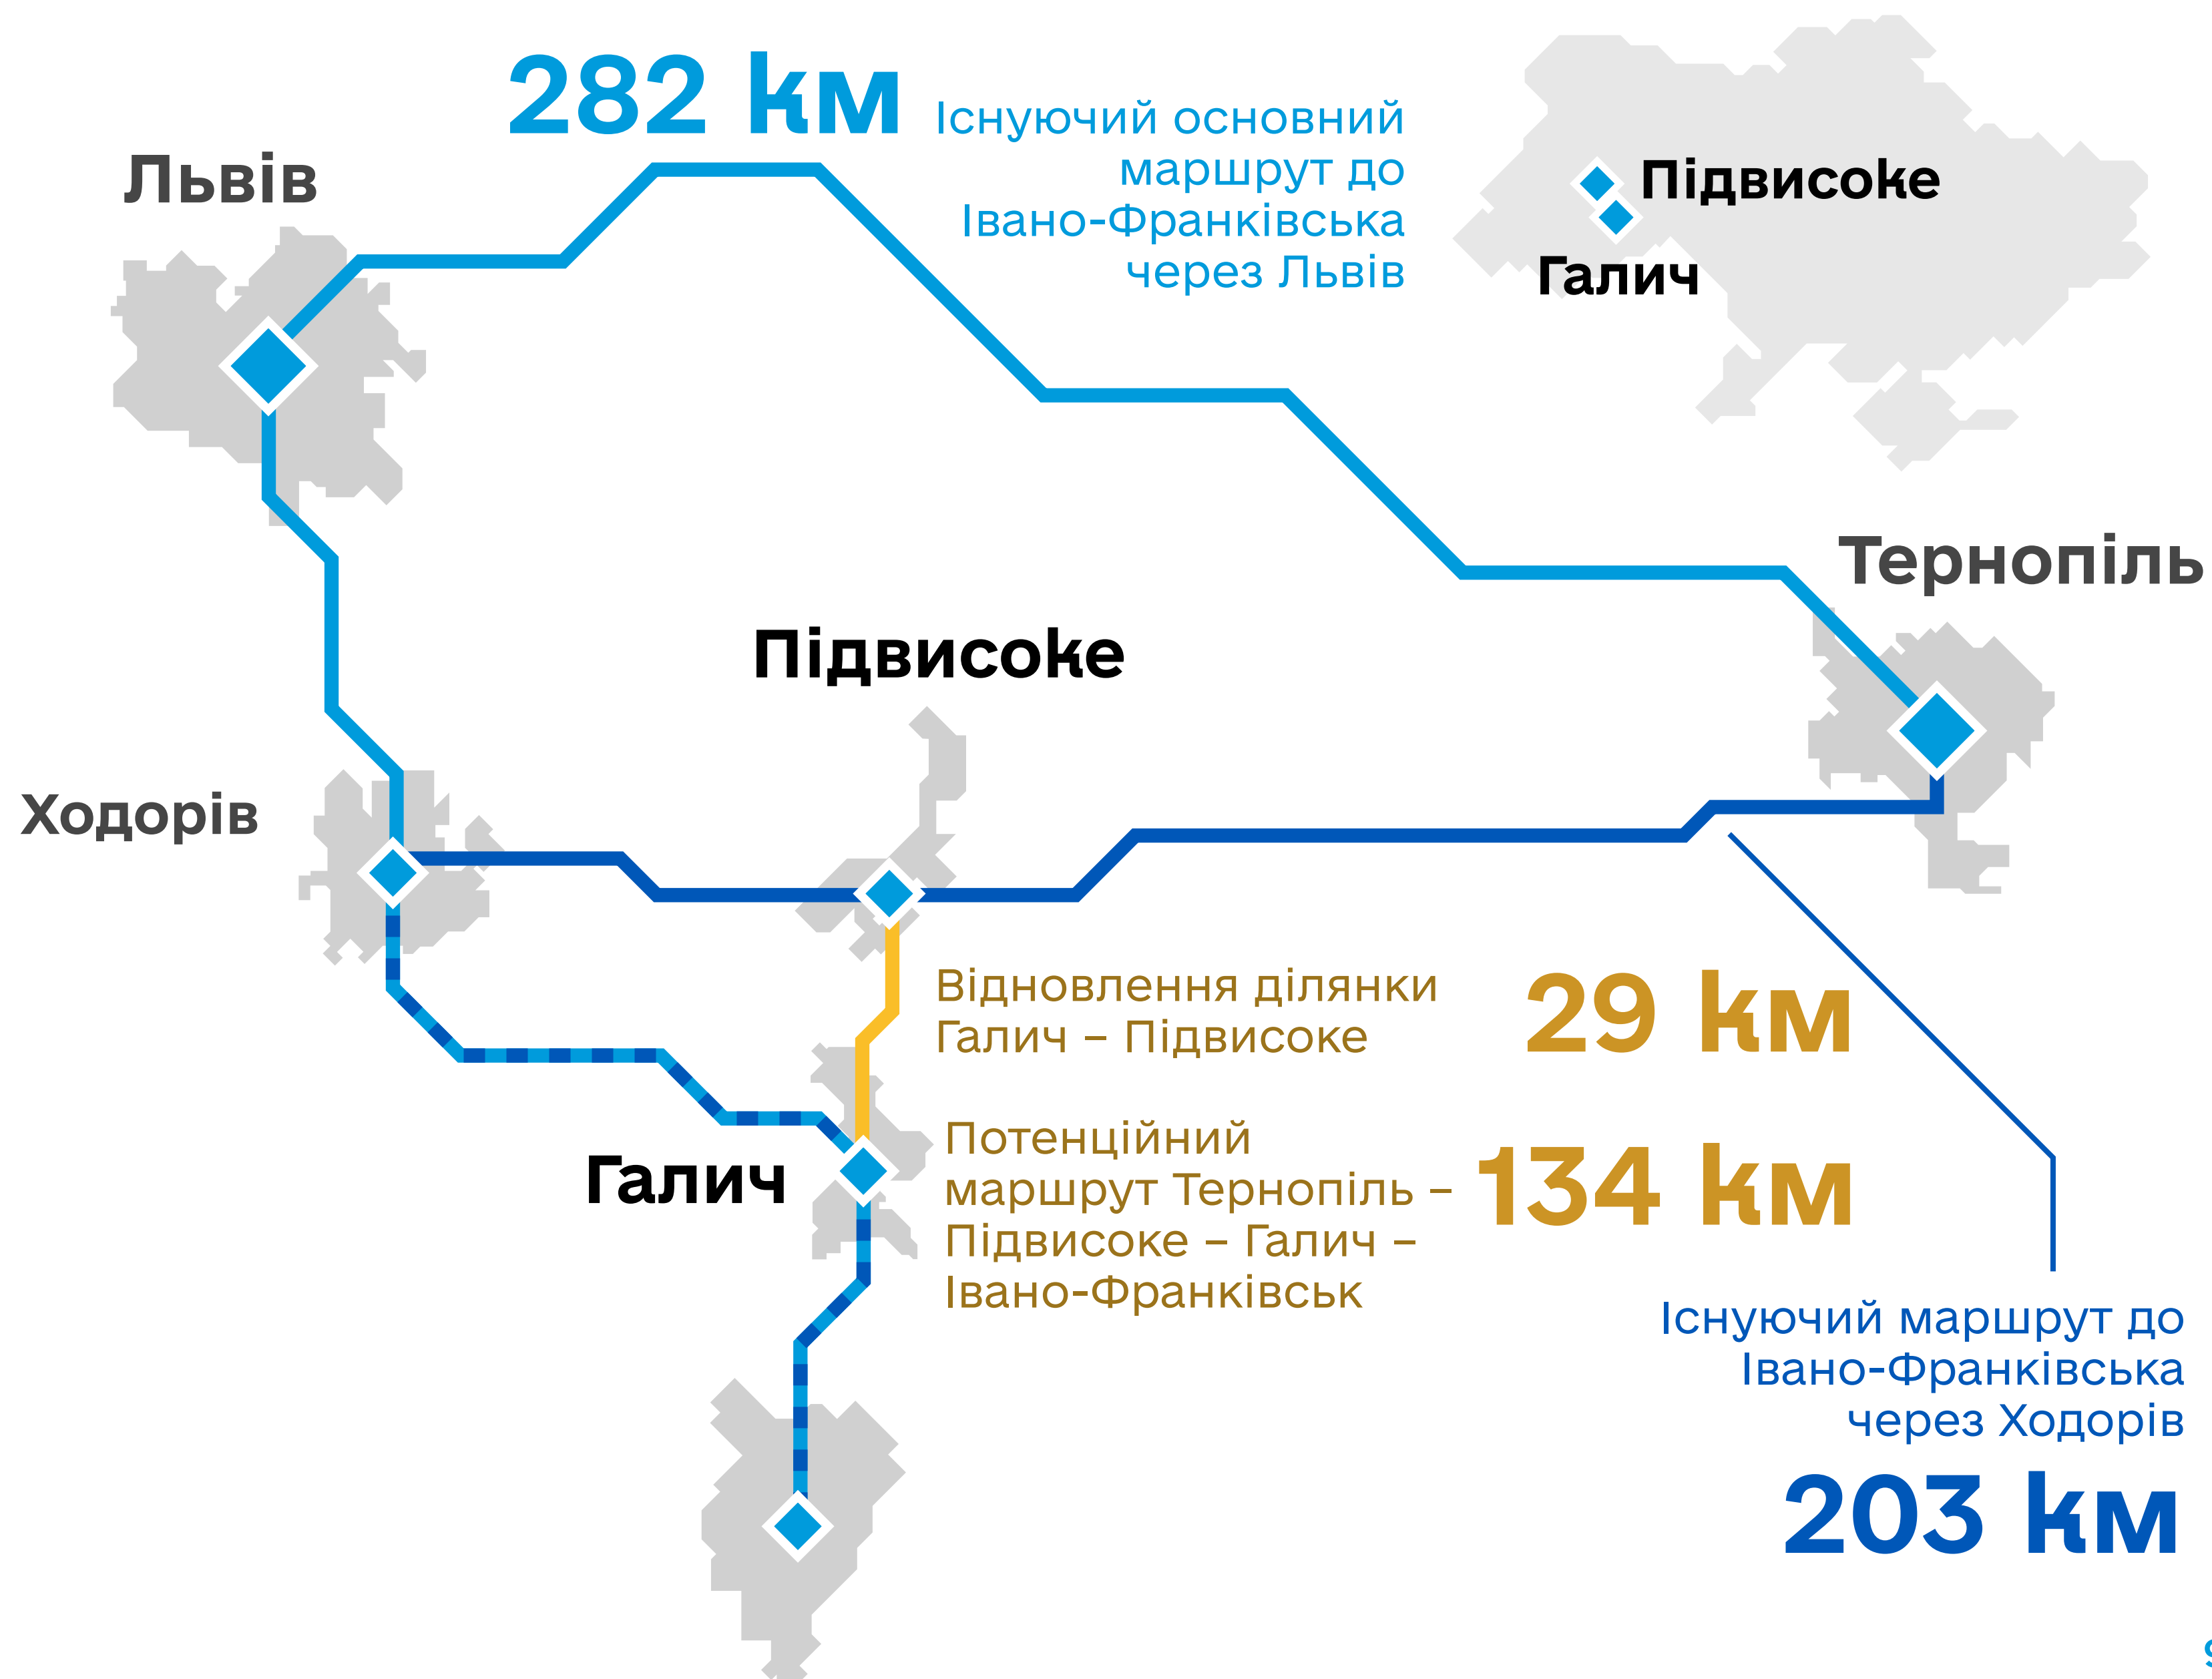 282 км
Існуючий основний
маршрут до
Івано-Франківська
через Львів
Підвисоке
Галич
Львів
Тернопіль
Підвисоке
Ходорів
Відновлення ділянки
Галич – Підвисоке
29 км
Галич
Потенційний
маршрут Тернопіль –
Підвисоке – Галич –
Івано-Франківськ
134 км
Існуючий маршрут до
Івано-Франківська
через Ходорів
203 км